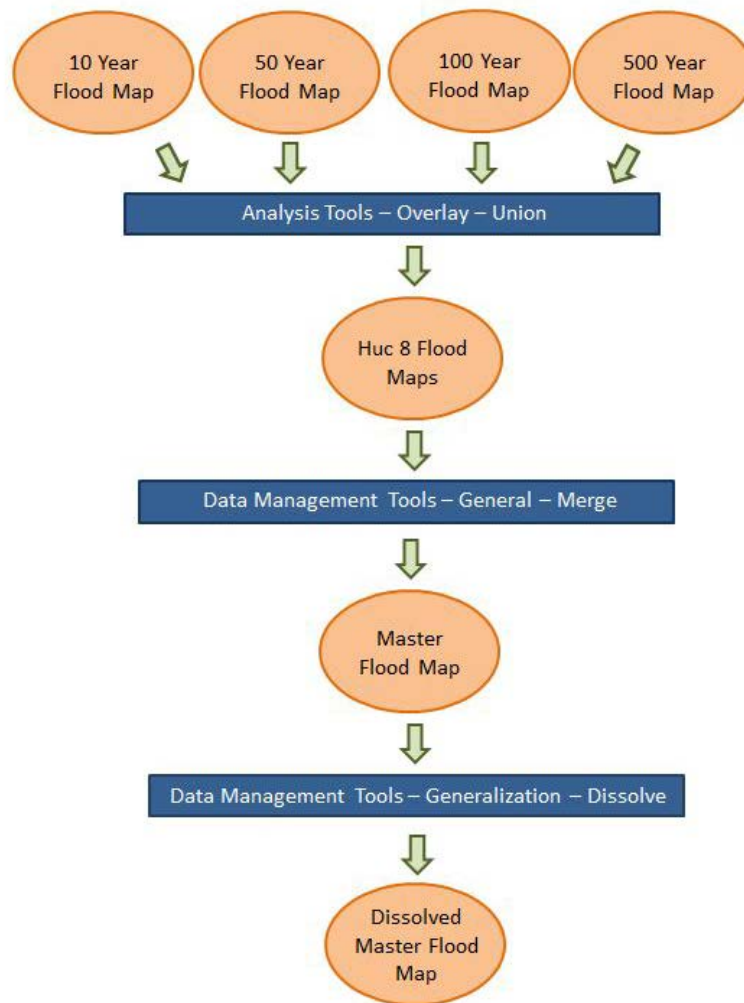 10 Year
Flood Map
50 Year
Flood Map
100 Year
Flood Map
500 Year
Flood Map
Analysis Tools – Overlay – Union
Huc 8 Flood
Maps
Data Management Tools – General – Merge
Master
Flood Map
Data Management Tools – Generalization – Dissolve
Dissolved
Master Flood
Map